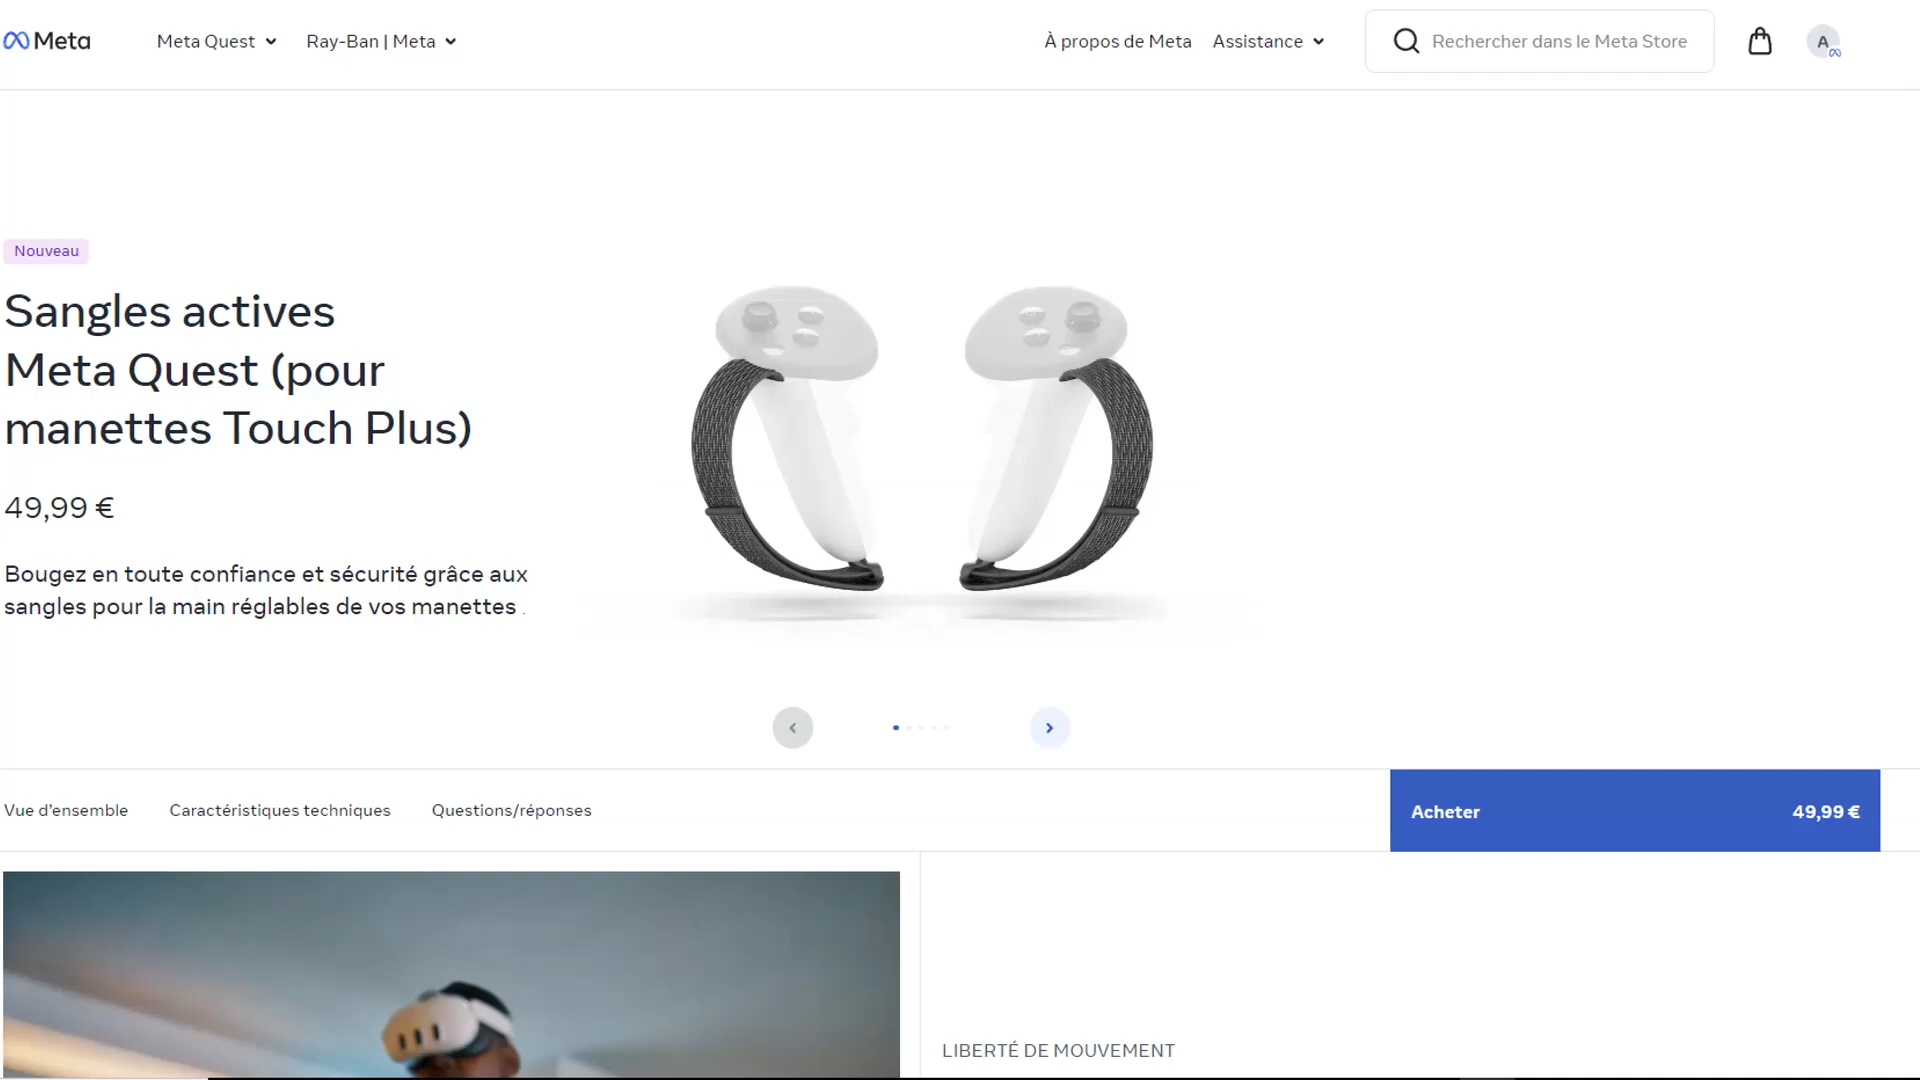 Meta
Meta Quest
Ray-Ban | Meta
À propos de Meta
Assistance
Rechercher dans le Meta Store
A
Nouveau
Sangles actives
Meta Quest (pour
manettes Touch Plus)
49,99 €
Bougez en toute confiance et sécurité grâce aux
sangles pour la main réglables de vos manettes .
Vue d’ensemble
Caractéristiques techniques
Questions/réponses
Acheter
49,99 €
LIBERTÉ DE MOUVEMENT